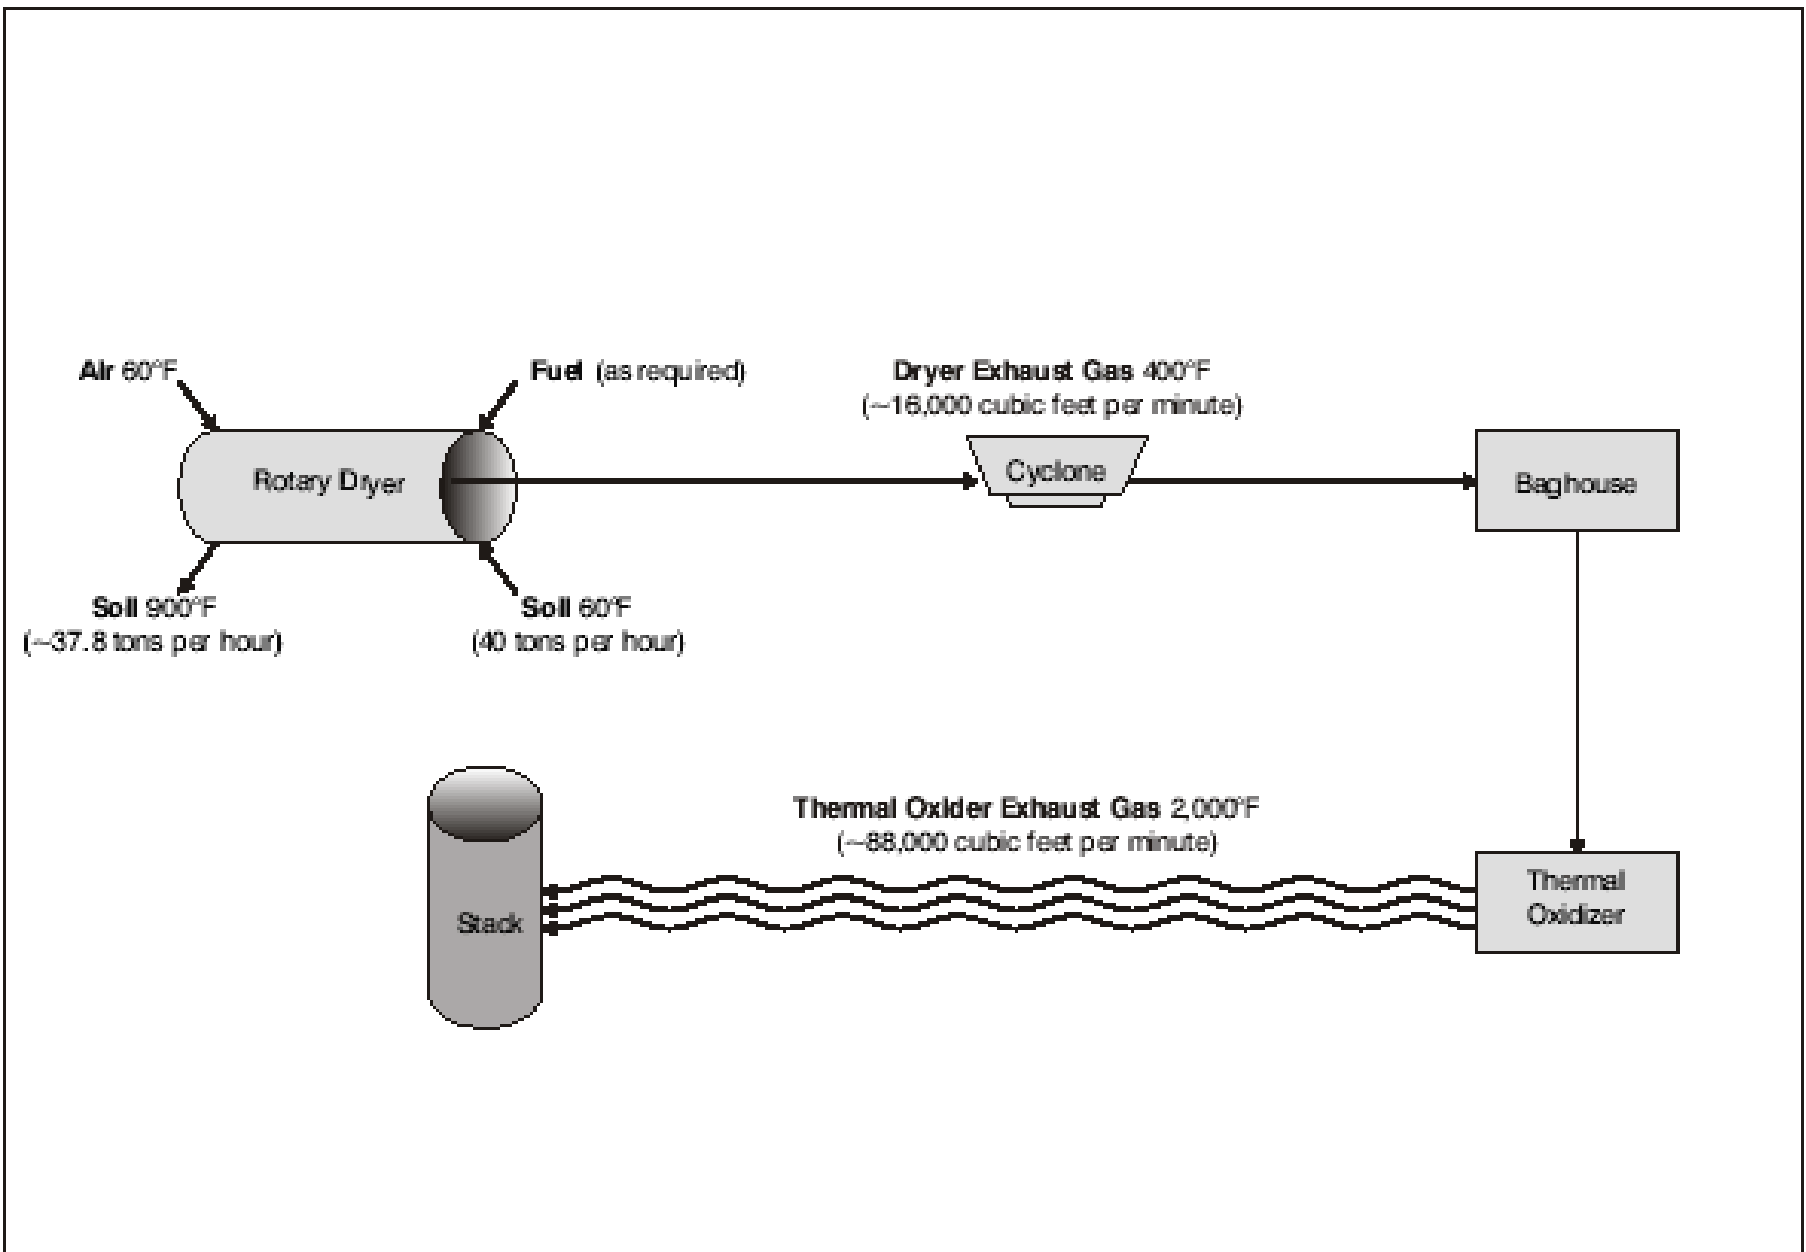 Air 60°F
Fuel (as required)
Dryer Exhaust Gas 400°F
(~16,000 cubic feet per minute)
Rotary Dryer
Cyclone
Baghouse
Soil 900°F
(~37.8 tons per hour)
Soil 60°F
(40 tons per hour)
Thermal Oxider Exhaust Gas 2,000°F
(~88,000 cubic feet per minute)
Stack
Thermal
Oxidizer